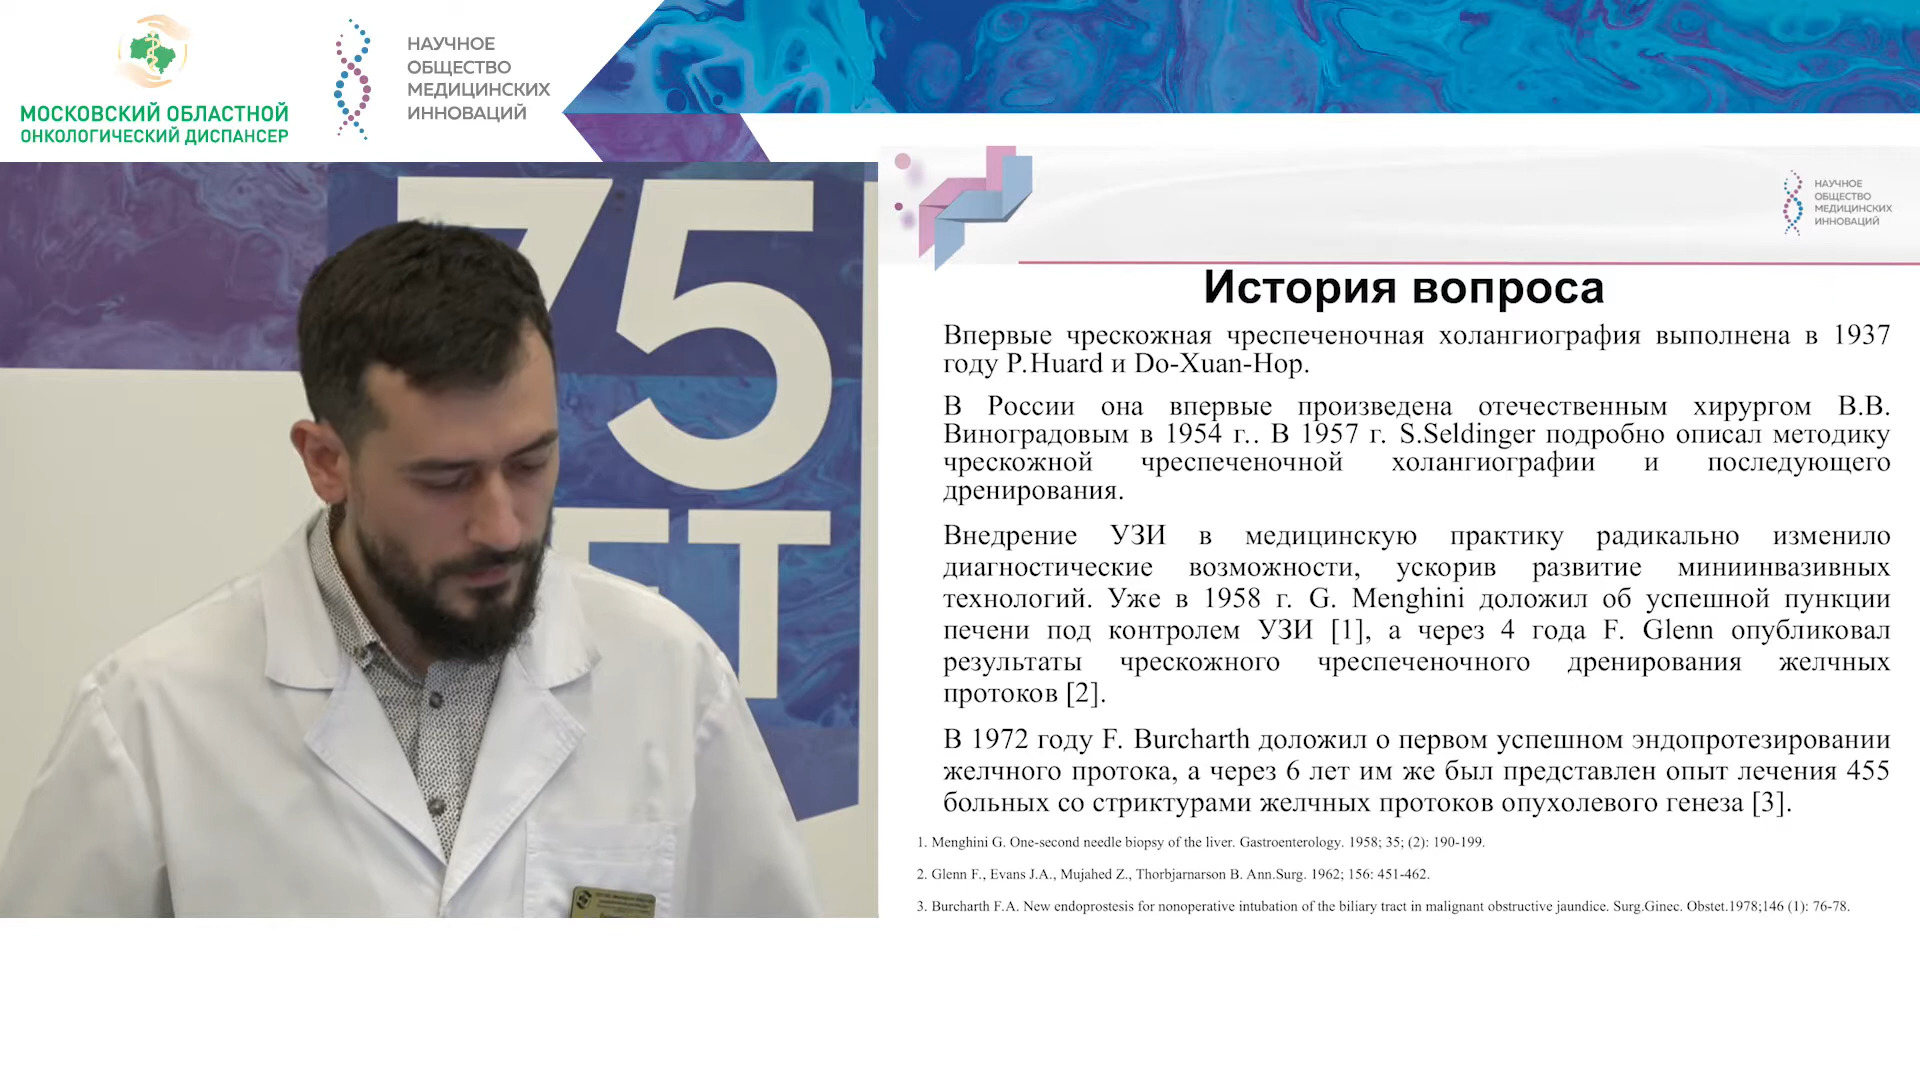 МОСКОВСКИЙ ОБЛАСТНОЙ
ОНКОЛОГИЧЕСКИЙ ДИСПАНСЕР
НАУЧНОЕ
ОБЩЕСТВО
МЕДИЦИНСКИХ
ИННОВАЦИЙ
75
ЕТ
НАУЧНОЕ
ОБЩЕСТВО
МЕДИЦИНСКИХ
ИННОВАЦИЙ
История вопроса
Впервые чрескожная чреспеченочная холангиография выполнена в 1937
году P.Huard и Do-Xuan-Hop.
В России она впервые произведена отечественным хирургом В.В.
Виноградовым в 1954 г.. В 1957 г. S.Seldinger подробно описал методику
чрескожной чреспеченочной холангиографии и последующего
дренирования.
Внедрение УЗИ в медицинскую практику радикально изменило
диагностические возможности, ускорив развитие миниинвазивных
технологий. Уже в 1958 г. G. Menghini доложил об успешной пункции
печени под контролем УЗИ [1], а через 4 года F. Glenn опубликовал
результаты чрескожного чреспеченочного дренирования желчных
протоков [2].
В 1972 году F. Burcharth доложил о первом успешном эндопротезировании
желчного протока, а через 6 лет им же был представлен опыт лечения 455
больных со стриктурами желчных протоков опухолевого генеза [3].
1. Menghini G. One-second needle biopsy of the liver. Gastroenterology. 1958; 35; (2): 190-199.
2. Glenn F., Evans J.A., Mujahed Z., Thorbjarnarson B. Ann.Surg. 1962; 156: 451-462.
3. Burcharth F.A. New endoprostesis for nonoperative intubation of the biliary tract in malignant obstructive jaundice. Surg.Ginec. Obstet.1978;146 (1): 76-78.